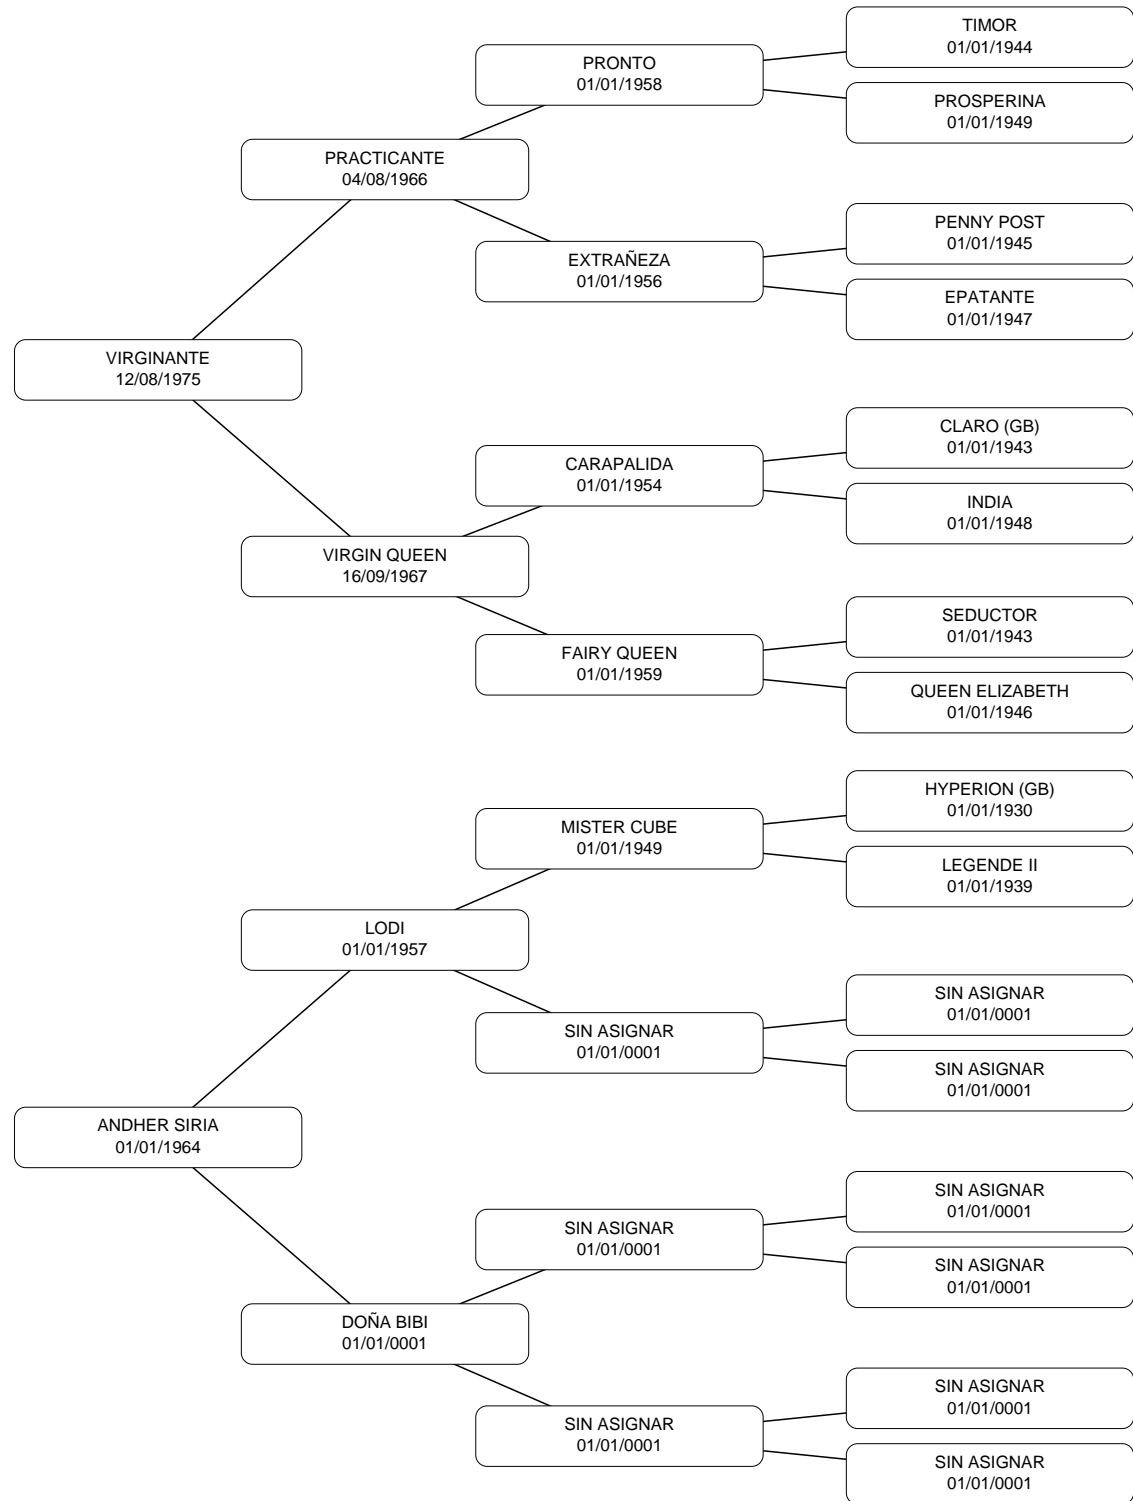 TIMOR
01/01/1944
PRONTO
01/01/1958
PROSPERINA
01/01/1949
PRACTICANTE
04/08/1966
PENNY POST
01/01/1945
EXTRAÑEZA
01/01/1956
EPATANTE
01/01/1947
VIRGINANTE
12/08/1975
CLARO (GB)
01/01/1943
CARAPALIDA
01/01/1954
INDIA
01/01/1948
VIRGIN QUEEN
16/09/1967
SEDUCTOR
01/01/1943
FAIRY QUEEN
01/01/1959
QUEEN ELIZABETH
01/01/1946
HYPERION (GB)
01/01/1930
MISTER CUBE
01/01/1949
LEGENDE II
01/01/1939
LODI
01/01/1957
SIN ASIGNAR
01/01/0001
SIN ASIGNAR
01/01/0001
SIN ASIGNAR
01/01/0001
ANDHER SIRIA
01/01/1964
SIN ASIGNAR
01/01/0001
SIN ASIGNAR
01/01/0001
SIN ASIGNAR
01/01/0001
DOÑA BIBI
01/01/0001
SIN ASIGNAR
01/01/0001
SIN ASIGNAR
01/01/0001
SIN ASIGNAR
01/01/0001